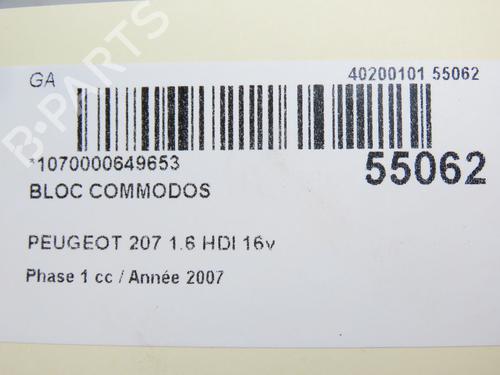 GA
40200101 55062
B-PARTS
*1070000649653
55062
BLOC COMMODOS
PEUGEOT 207 1.6 HDI 16v
Phase 1 cc / Année 2007